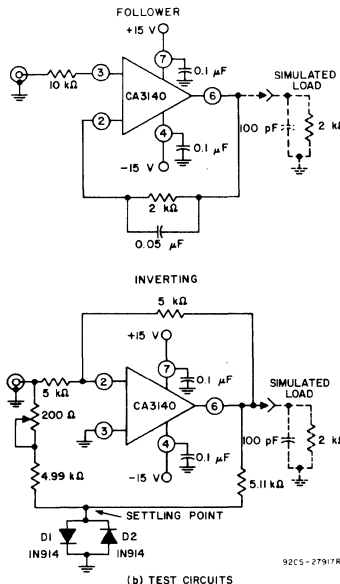 FOLLOWER
+15 V
7
0.1 µF
SIMULATED
LOAD
10 kΩ
3
CA3140
6
2
4
100 pF
2 kΩ
0.1 µF
−15 V
2 kΩ
0.05 µF
INVERTING
5 kΩ
+15 V
7
0.1 µF
SIMULATED
LOAD
5 kΩ
2
CA3140
6
200 Ω
3
4
100 pF
2 kΩ
0.1 µF
−15 V
4.99 kΩ
5.11 kΩ
SETTLING POINT
D1
1N914
D2
1N914
92CS-27917R
(b) TEST CIRCUITS